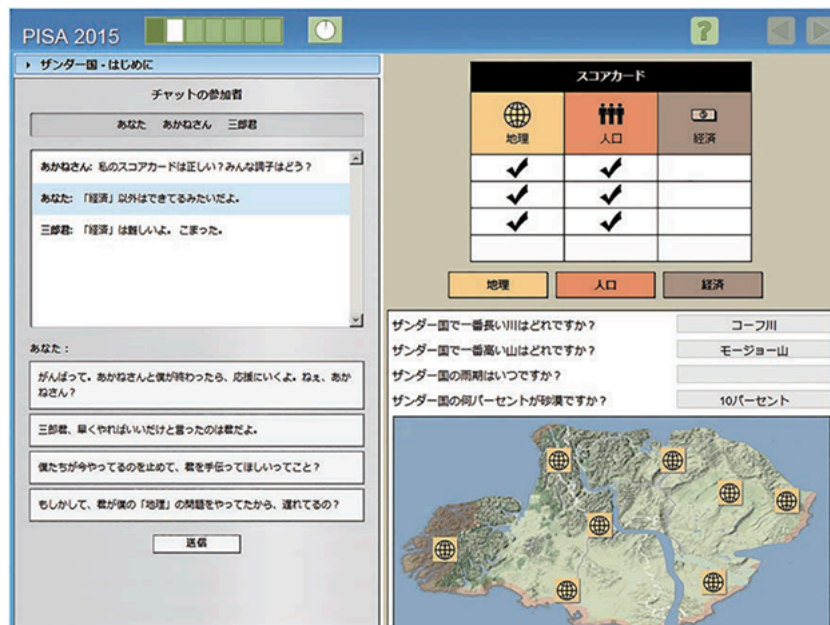 PISA 2015
?
ザンダー国 - はじめに
チャットの参加者
あなた あかねさん 三郎君
あかねさん: 私のスコアカードは正しい？みんな調子はどう？
あなた: 「経済」以外はできてるみたいだよ。
三郎君: 「経済」は難しいよ。こまった。
あなた：
がんばって。あかねさんと僕が終わったら、応援にいくよ。ねぇ、あか
ねさん？
三郎君、早くやればいいだけと言ったのは君だよ。
僕たちが今やってるのを止めて、君を手伝ってほしいってこと？
もしかして、君が僕の「地理」の問題をやってたから、遅れてるの？
送信
スコアカード
地理 人口 経済
地理 人口 経済
ザンダー国で一番長い川はどれですか？ コーフ川
ザンダー国で一番高い山はどれですか？ モージョー山
ザンダー国の雨期はいつですか？
ザンダー国の何パーセントが砂漠ですか？ 10パーセント